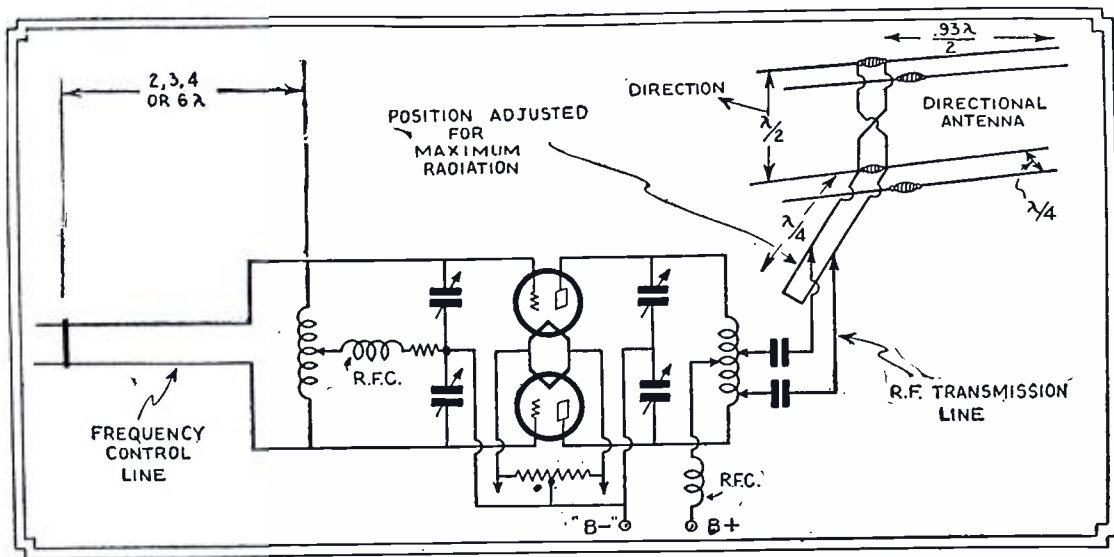 2,3,4
OR 6λ
.93λ
2
DIRECTION
λ/2
DIRECTIONAL
ANTENNA
POSITION ADJUSTED
FOR
MAXIMUM
RADIATION
λ/4
λ/4
R.F.C.
R.F. TRANSMISSION
LINE
FREQUENCY
CONTROL
LINE
R.F.C.
"B-"
B+